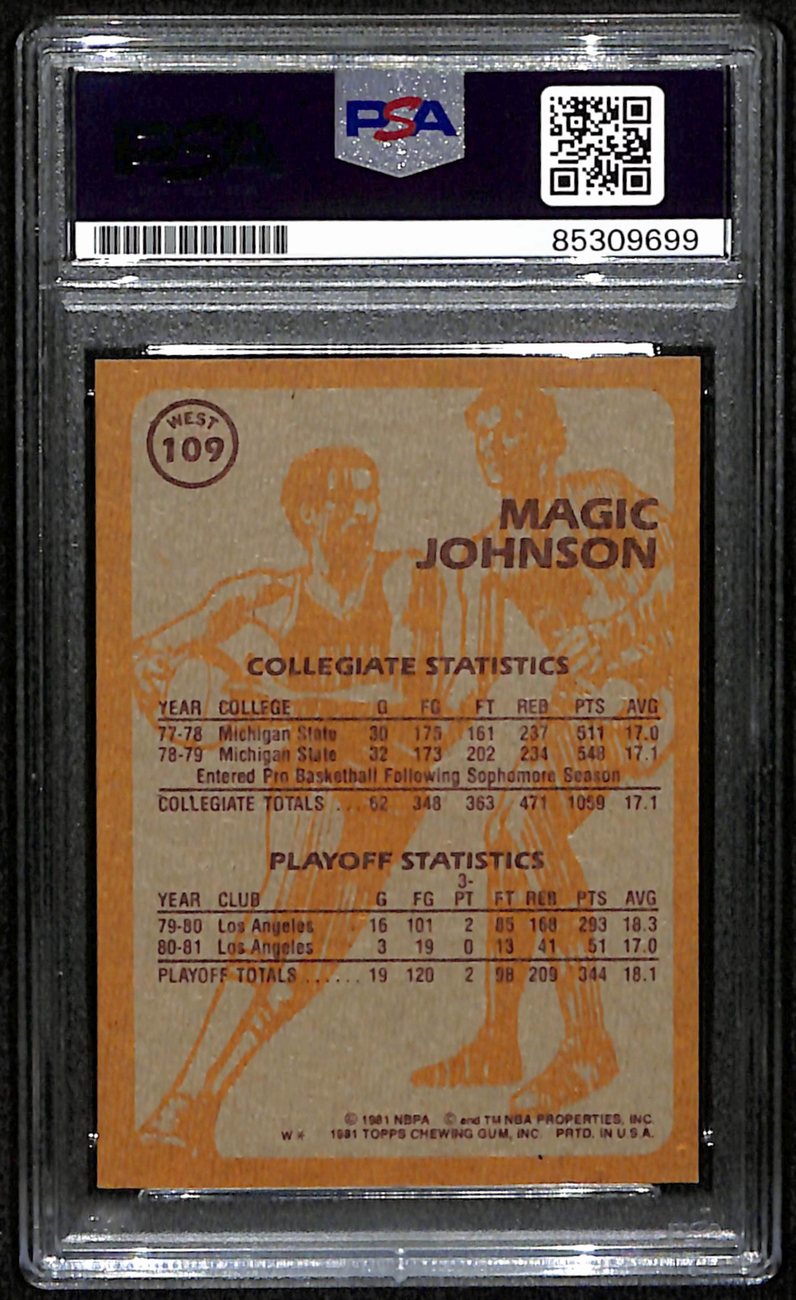 PSA
85309699
WEST
109
MAGIC
JOHNSON
COLLEGIATE STATISTICS
YEAR COLLEGE G FG FT REB PTS AVG
77-78 Michigan State 30 175 161 237 511 17.0
78-79 Michigan State 32 173 202 234 548 17.1
Entered Pro Basketball Following Sophomore Season
COLLEGIATE TOTALS ... 62 348 363 471 1059 17.1
PLAYOFF STATISTICS
YEAR CLUB G FG 3-PT FT REB PTS AVG
79-80 Los Angeles 16 101 2 85 168 293 18.3
80-81 Los Angeles 3 19 0 13 41 51 17.0
PLAYOFF TOTALS ...... 19 120 2 98 209 344 18.1
© 1981 NBPA © and TM NBA PROPERTIES, INC.
W* 1981 TOPPS CHEWING GUM, INC. PRTD. IN U.S.A.